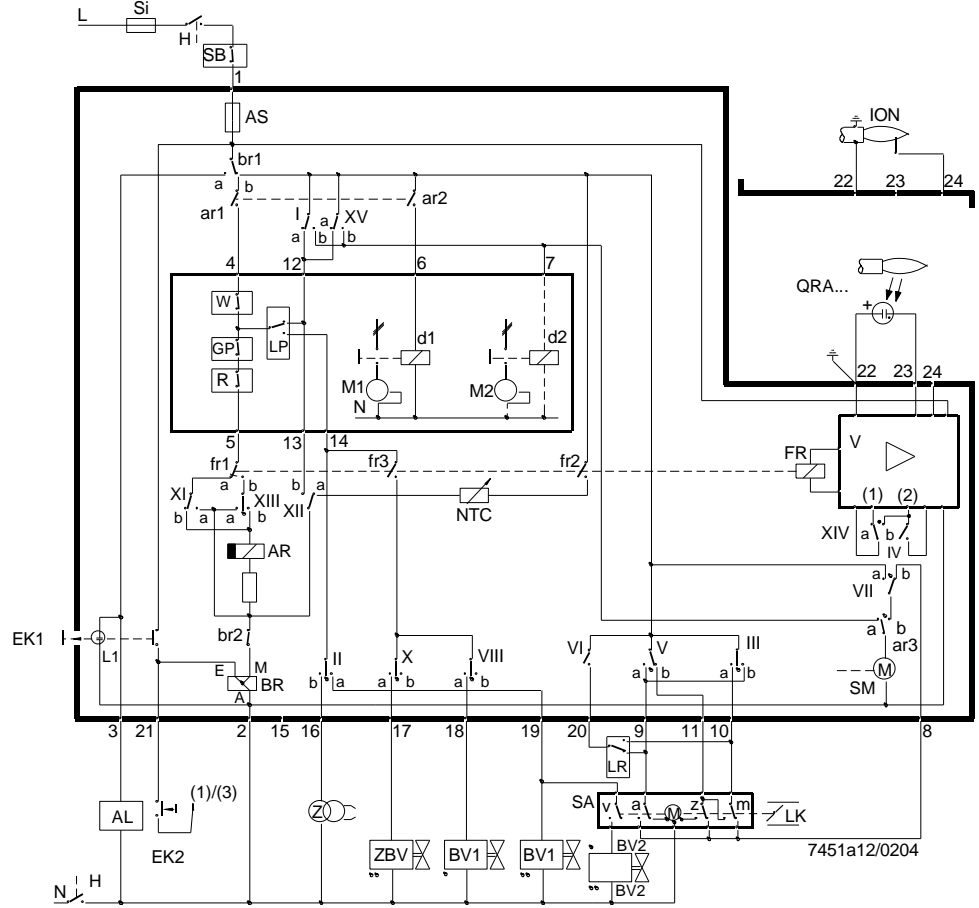 L Si
H
SB
1
AS ION
br1 22 23 24
a b
ar1 ar2
I a XV
a b b
4 12 6 7
QRA...
+
W
d1 d2
LP
GP
M1 M2
R N
22 23 24
5 13 14
V
fr1 fr3 fr2 FR
XI XIII b a
XII NTC (1) (2)
b a a b
XIV a b
IV
AR
a b
VII
EK1 L1 br2
a b
ar3
VI V III
II X VIII
E M
BR
A
b a a b a b a b a b
M
SM
3 21 2 15 16 17 18 19 20 9 11 10 8
LR
(1)/(3)
SA v a M z m LK
AL Z
7451a12/0204
EK2
ZBV BV1 BV1 BV2
BV2
N H